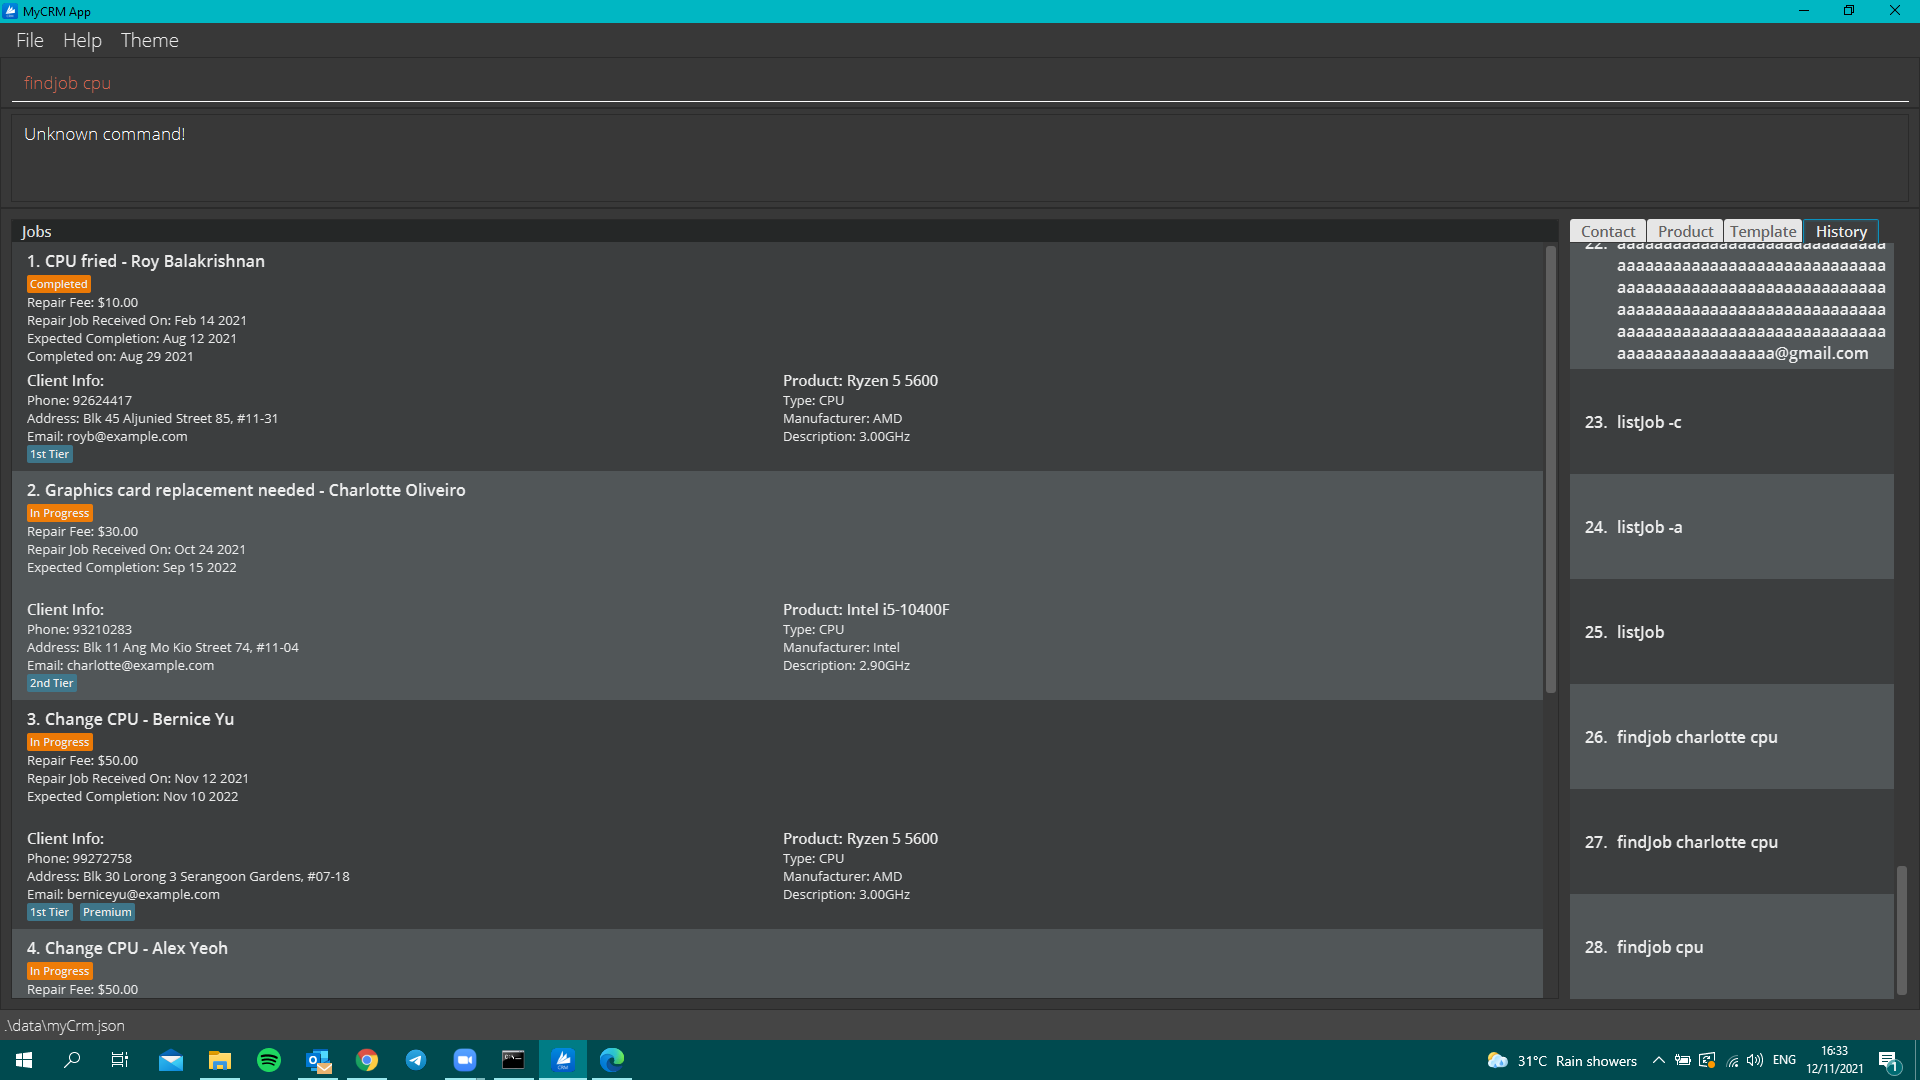 MyCRM App
File Help Theme
findjob cpu
Unknown command!
Jobs
1. CPU fried - Roy Balakrishnan
Completed
Repair Fee: $10.00
Repair Job Received On: Feb 14 2021
Expected Completion: Aug 12 2021
Completed on: Aug 29 2021
Client Info:
Phone: 92624417
Address: Blk 45 Aljunied Street 85, #11-31
Email: royb@example.com
1st Tier
Product: Ryzen 5 5600
Type: CPU
Manufacturer: AMD
Description: 3.00GHz
2. Graphics card replacement needed - Charlotte Oliveiro
In Progress
Repair Fee: $30.00
Repair Job Received On: Oct 24 2021
Expected Completion: Sep 15 2022
Client Info:
Phone: 93210283
Address: Blk 11 Ang Mo Kio Street 74, #11-04
Email: charlotte@example.com
2nd Tier
Product: Intel i5-10400F
Type: CPU
Manufacturer: Intel
Description: 2.90GHz
3. Change CPU - Bernice Yu
In Progress
Repair Fee: $50.00
Repair Job Received On: Nov 12 2021
Expected Completion: Nov 10 2022
Client Info:
Phone: 99272758
Address: Blk 30 Lorong 3 Serangoon Gardens, #07-18
Email: berniceyu@example.com
1st Tier Premium
Product: Ryzen 5 5600
Type: CPU
Manufacturer: AMD
Description: 3.00GHz
4. Change CPU - Alex Yeoh
In Progress
Repair Fee: $50.00
Contact Product Template History
22. aaaaaaaaaaaaaaaaaaaaaaaaaaaaa
aaaaaaaaaaaaaaaaaaaaaaaaaaaaa
aaaaaaaaaaaaaaaaaaaaaaaaaaaaa
aaaaaaaaaaaaaaaaaaaaaaaaaaaaa
aaaaaaaaaaaaaaaaaaaaaaaaaaaaa
aaaaaaaaaaaaaaaaa@gmail.com
23. listJob -c
24. listJob -a
25. listJob
26. findjob charlotte cpu
27. findJob charlotte cpu
28. findjob cpu
.\data\myCrm.json
31°C Rain showers
ENG
16:33
12/11/2021
1